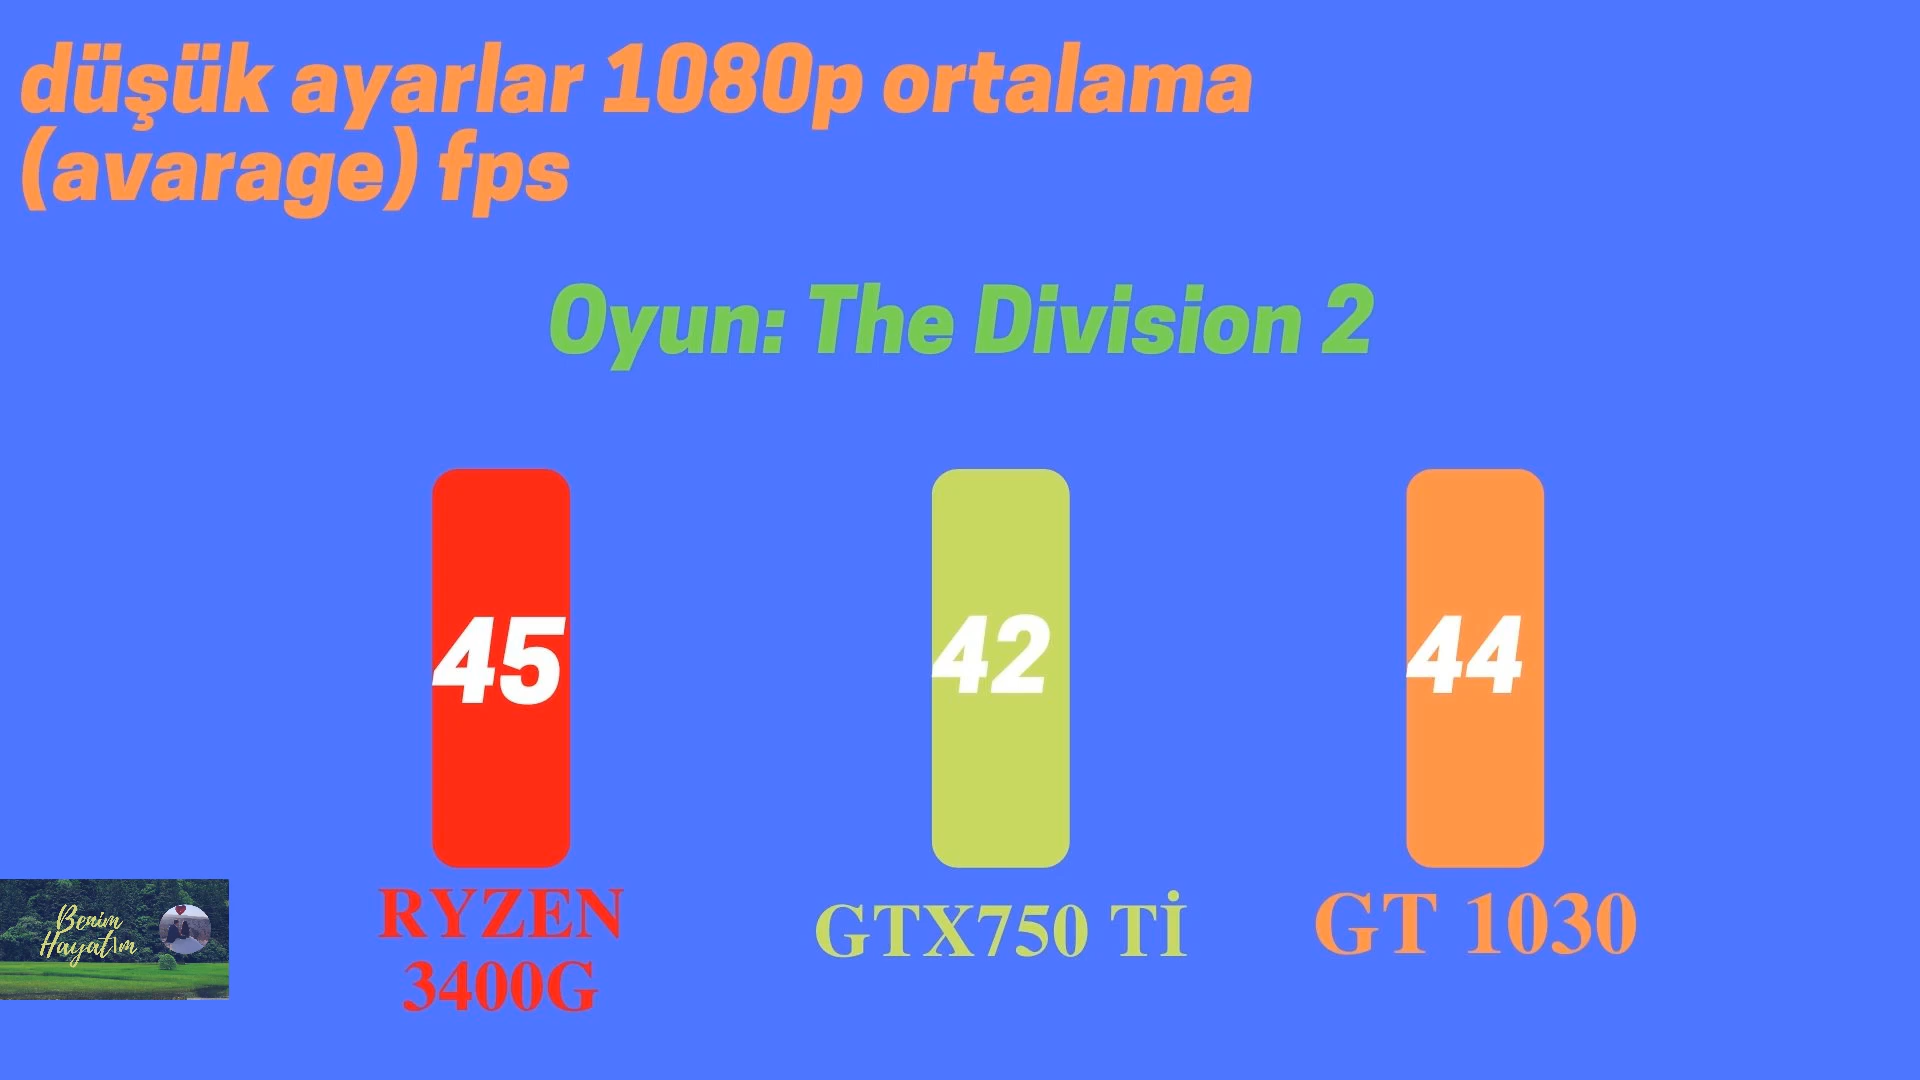 düşük ayarlar 1080p ortalama
(avarage) fps
Oyun: The Division 2
45
42
44
RYZEN
3400G
GTX750 Tİ
GT 1030
Benim
Hayatım